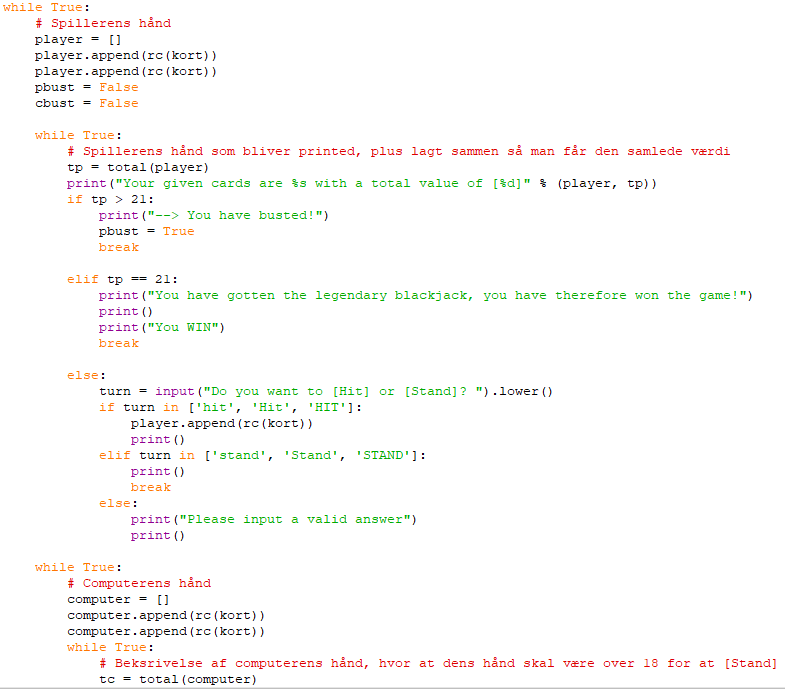 while True:
    # Spillerens hånd
    player = []
    player.append(rc(kort))
    player.append(rc(kort))
    pbust = False
    cbust = False

    while True:
        # Spillerens hånd som bliver printed, plus lagt sammen så man får den samlede værdi
        tp = total(player)
        print("Your given cards are %s with a total value of [%d]" % (player, tp))
        if tp > 21:
            print("--> You have busted!")
            pbust = True
            break

        elif tp == 21:
            print("You have gotten the legendary blackjack, you have therefore won the game!")
            print()
            print("You WIN")
            break

        else:
            turn = input("Do you want to [Hit] or [Stand]? ").lower()
            if turn in ['hit', 'Hit', 'HIT']:
                player.append(rc(kort))
                print()
            elif turn in ['stand', 'Stand', 'STAND']:
                print()
                break
            else:
                print("Please input a valid answer")
                print()

    while True:
        # Computerens hånd
        computer = []
        computer.append(rc(kort))
        computer.append(rc(kort))
        while True:
            # Beksrivelse af computerens hånd, hvor at dens hånd skal være over 18 for at [Stand]
            tc = total(computer)